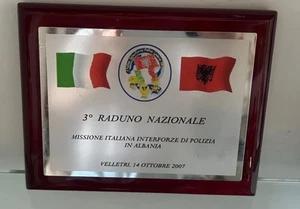 3° RADUNO NAZIONALE
MISSIONE ITALIANA INTERFORZE DI POLIZIA
IN ALBANIA
VELLETRI, 14 OTTOBRE 2007